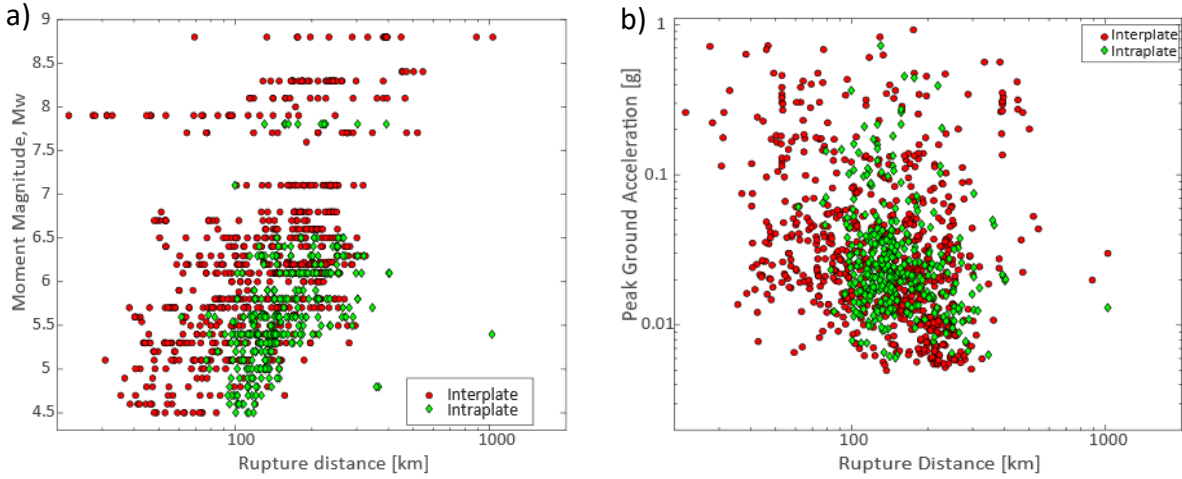 a)
9
8.5
8
7.5
7
6.5
6
5.5
5
4.5
Moment Magnitude, Mw
100
1000
Rupture distance [km]
Interplate
Intraplate
b)
1
0.1
0.01
Peak Ground Acceleration [g]
100
1000
Rupture Distance [km]
Interplate
Intraplate